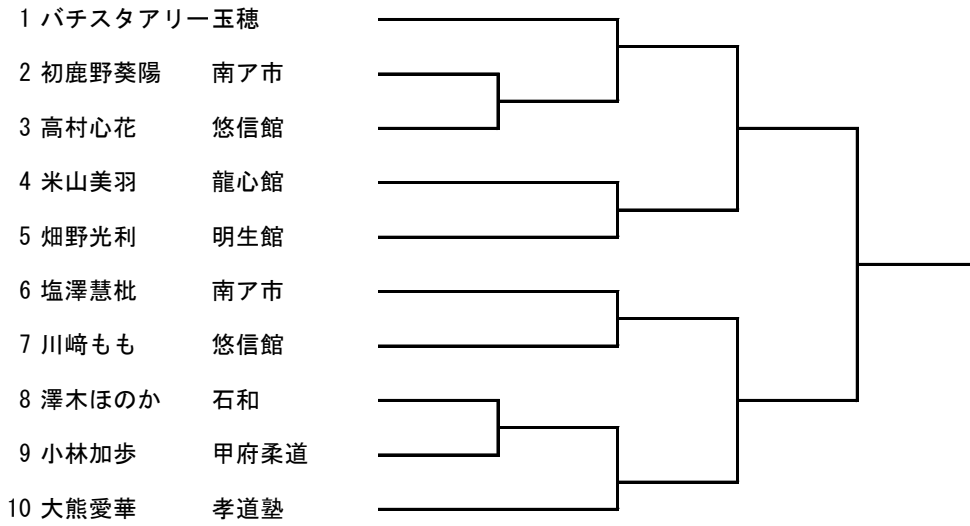 1 バチスタアリー玉穂
2 初鹿野葵陽 南ア市
3 高村心花 悠信館
4 米山美羽 龍心館
5 畑野光利 明生館
6 塩澤慧枇 南ア市
7 川﨑もも 悠信館
8 澤木ほのか 石和
9 小林加歩 甲府柔道
10 大熊愛華 孝道塾